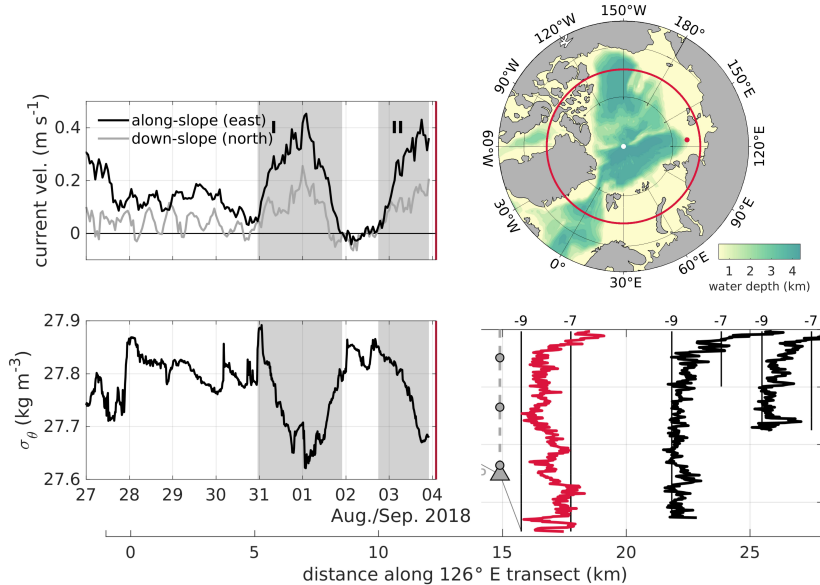 150°W
120°W
180°
90°W
150°E
60°W
120°E
30°W
90°E
0°
60°E
30°E
1 2 3 4
water depth (km)
current vel. (m s⁻¹)
0.4
0.2
0
along-slope (east)
down-slope (north)
I
II
σθ (kg m⁻³)
27.9
27.8
27.7
27.6
27 28 29 30 31 01 02 03 04
Aug./Sep. 2018
-9 -7 -9 -7 -9 -7
0 5 10 15 20 25
distance along 126° E transect (km)